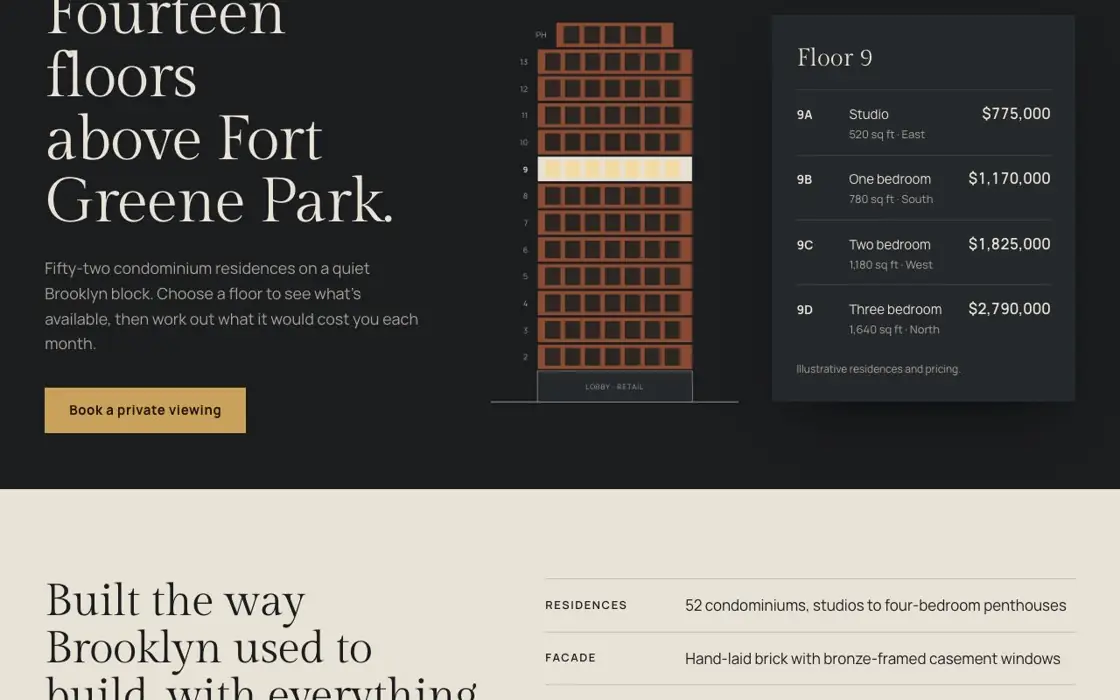 Fourteen
floors
above Fort
Greene Park.
Fifty-two condominium residences on a quiet
Brooklyn block. Choose a floor to see what's
available, then work out what it would cost you each
month.
Book a private viewing
PH
13
12
11
10
9
8
7
6
5
4
3
2
LOBBY · RETAIL
Floor 9
9A Studio $775,000
520 sq ft · East
9B One bedroom $1,170,000
780 sq ft · South
9C Two bedroom $1,825,000
1,180 sq ft · West
9D Three bedroom $2,790,000
1,640 sq ft · North
Illustrative residences and pricing.
Built the way
Brooklyn used to
build, with everything
RESIDENCES 52 condominiums, studios to four-bedroom penthouses
FACADE Hand-laid brick with bronze-framed casement windows